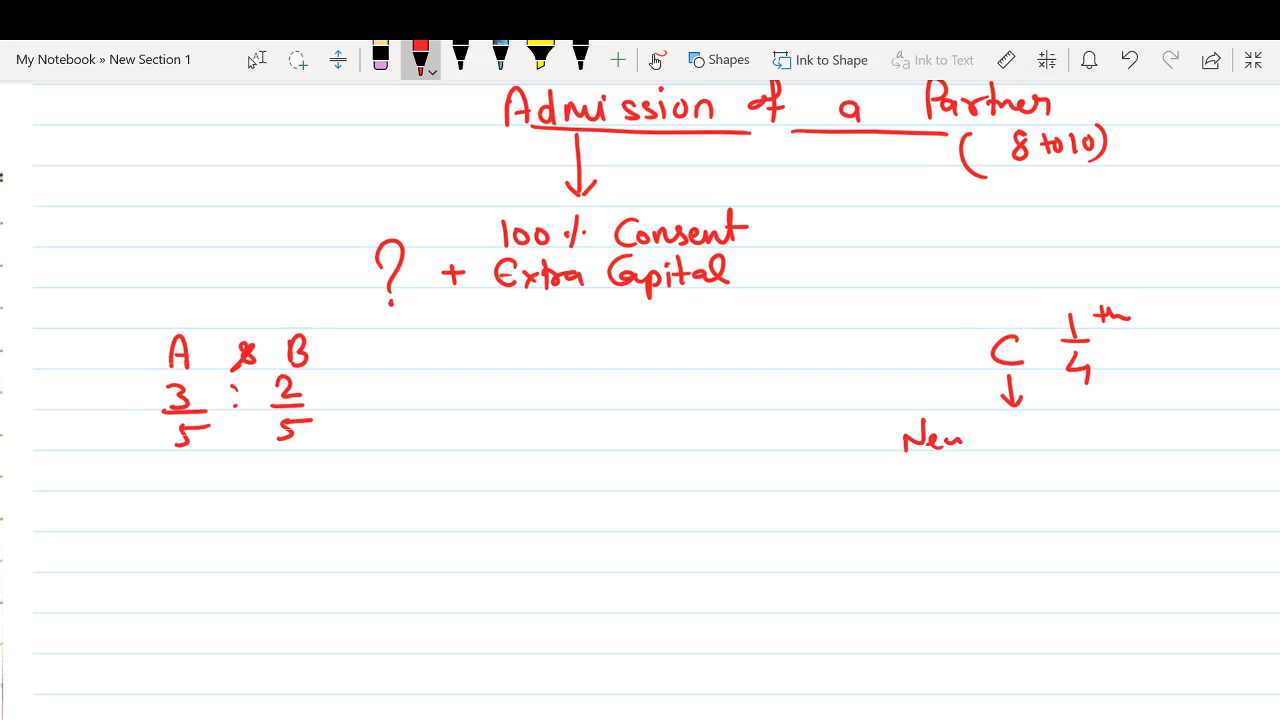 My Notebook » New Section 1
Shapes Ink to Shape Ink to Text
Admission of a Partner
(8 to 10)
100 % Consent
? + Extra Capital
A & B C 1/4 th
3/5 : 2/5
New